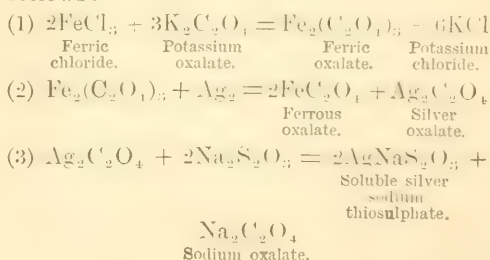 (1) 2FeCl₃ + 3K₂C₂O₄ = Fe₂(C₂O₄)₃ - 6KCl
Ferric Potassium Ferric Potassium
chloride. oxalate. oxalate. chloride.
(2) Fe₂(C₂O₄)₃ + Ag₂ = 2FeC₂O₄ + Ag₂C₂O₄
Ferrous Silver
oxalate. oxalate.
(3) Ag₂C₂O₄ + 2Na₂S₂O₃ = 2AgNaS₂O₃ +
Soluble silver
sodium
thiosulphate.
Na₂C₂O₄
Sodium oxalate.